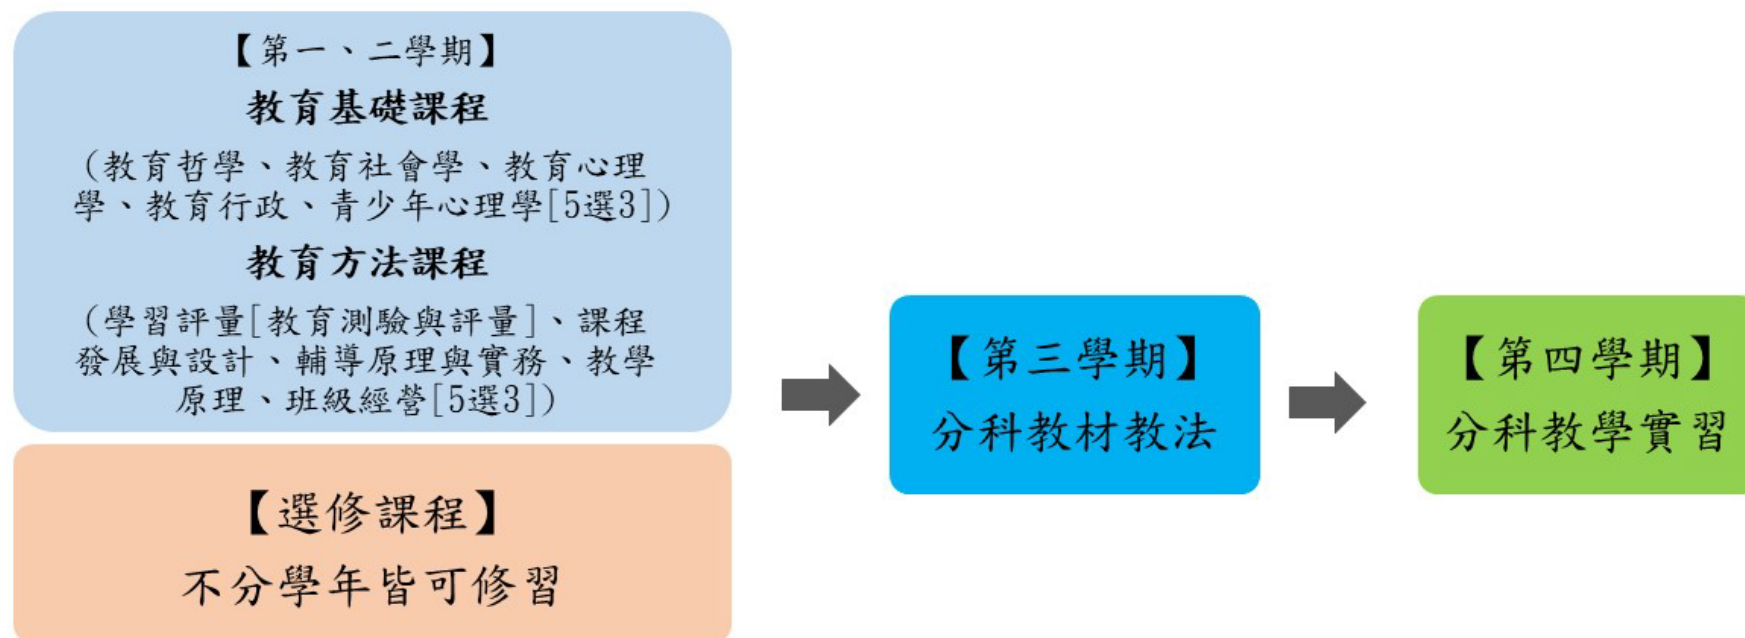 【第一、二學期】
教育基礎課程
（教育哲學、教育社會學、教育心理
學、教育行政、青少年心理學[5選3]）
教育方法課程
（學習評量[教育測驗與評量]、課程
發展與設計、輔導原理與實務、教學
原理、班級經營[5選3]）
【選修課程】
不分學年皆可修習
【第三學期】
分科教材教法
【第四學期】
分科教學實習